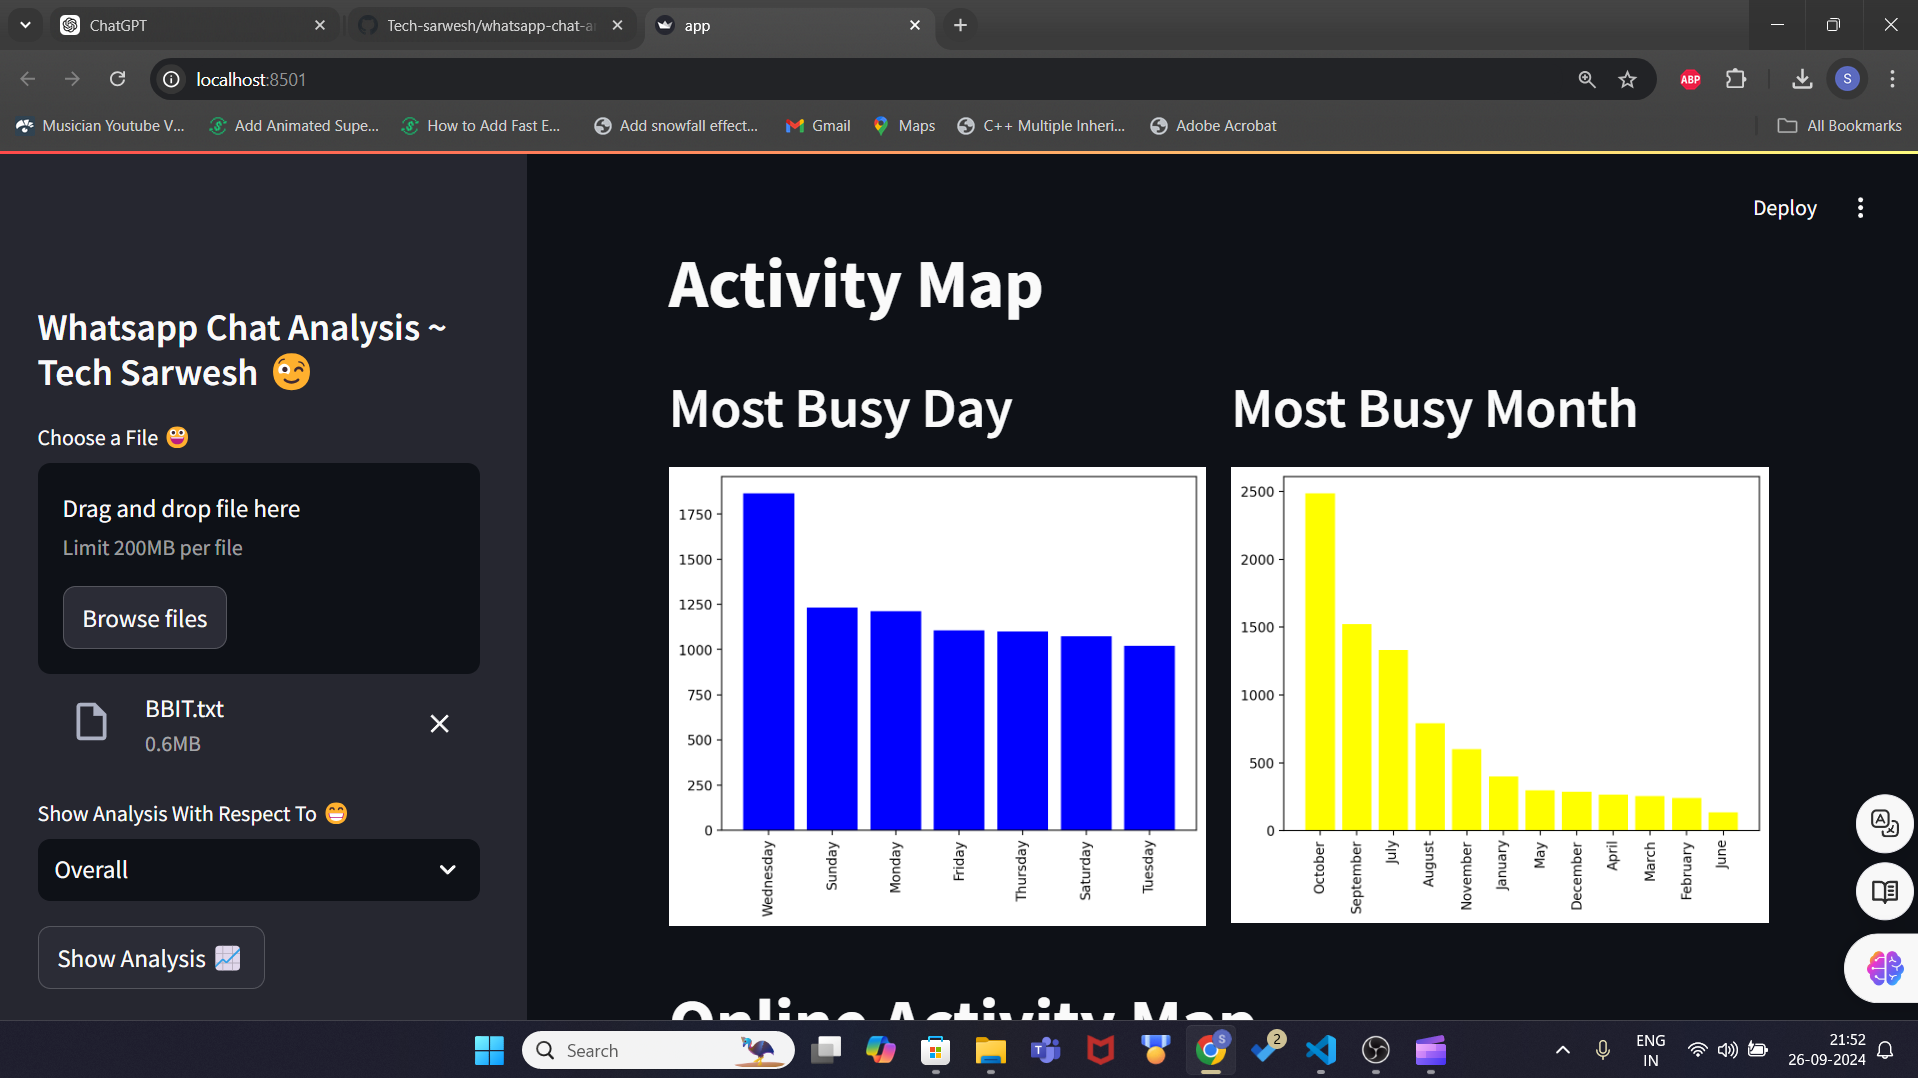 ChatGPT
Tech-sarwesh/whatsapp-chat-a
app
localhost:8501
ABP
S
Musician Youtube V...
Add Animated Supe...
How to Add Fast E...
Add snowfall effect...
Gmail
Maps
C++ Multiple Inheri...
Adobe Acrobat
All Bookmarks
Whatsapp Chat Analysis ~
Tech Sarwesh 😉
Choose a File 😀
Drag and drop file here
Limit 200MB per file
Browse files
BBIT.txt
0.6MB
Show Analysis With Respect To 😁
Overall
Show Analysis 📈
Deploy
Activity Map
Most Busy Day
1750
1500
1250
1000
750
500
250
0
Wednesday
Sunday
Monday
Friday
Thursday
Saturday
Tuesday
Most Busy Month
2500
2000
1500
1000
500
0
October
September
July
August
November
January
May
December
April
March
February
June
Online Activity Map
Search
S
2
ENG
IN
21:52
26-09-2024